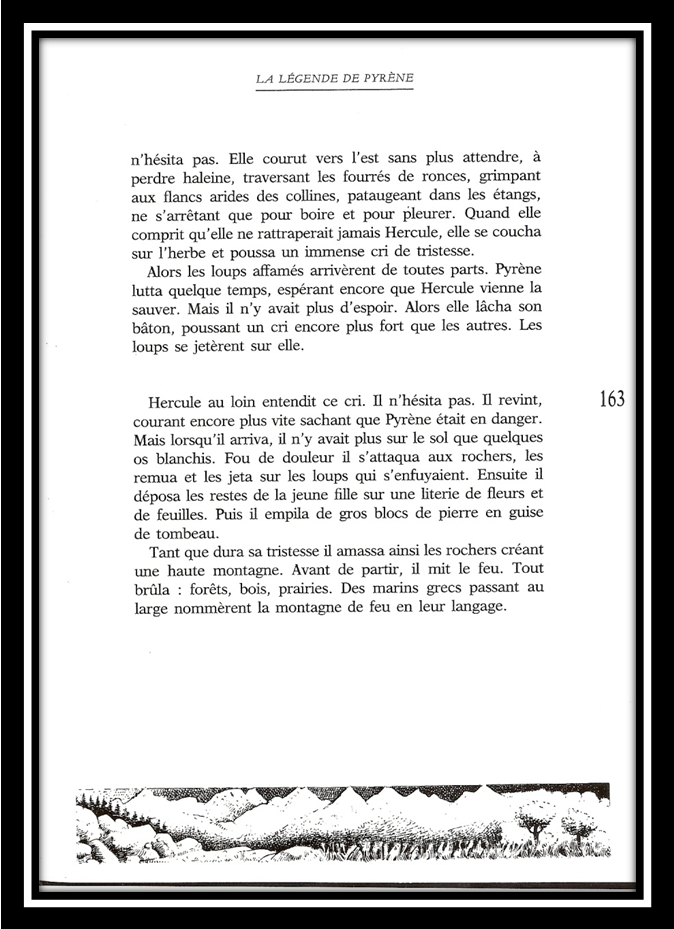 LA LÉGENDE DE PYRÈNE
n'hésita pas. Elle courut vers l'est sans plus attendre, à
perdre haleine, traversant les fourrés de ronces, grimpant
aux flancs arides des collines, pataugeant dans les étangs,
ne s'arrêtant que pour boire et pour pleurer. Quand elle
comprit qu'elle ne rattraperait jamais Hercule, elle se coucha
sur l'herbe et poussa un immense cri de tristesse.
Alors les loups affamés arrivèrent de toutes parts. Pyrène
lutta quelque temps, espérant encore que Hercule vienne la
sauver. Mais il n'y avait plus d'espoir. Alors elle lâcha son
bâton, poussant un cri encore plus fort que les autres. Les
loups se jetèrent sur elle.
Hercule au loin entendit ce cri. Il n'hésita pas. Il revint,
courant encore plus vite sachant que Pyrène était en danger.
Mais lorsqu'il arriva, il n'y avait plus sur le sol que quelques
os blanchis. Fou de douleur il s'attaqua aux rochers, les
remua et les jeta sur les loups qui s'enfuyaient. Ensuite il
déposa les restes de la jeune fille sur une literie de fleurs et
de feuilles. Puis il empila de gros blocs de pierre en guise
de tombeau.
Tant que dura sa tristesse il amassa ainsi les rochers créant
une haute montagne. Avant de partir, il mit le feu. Tout
brûla : forêts, bois, prairies. Des marins grecs passant au
large nommèrent la montagne de feu en leur langage.
163